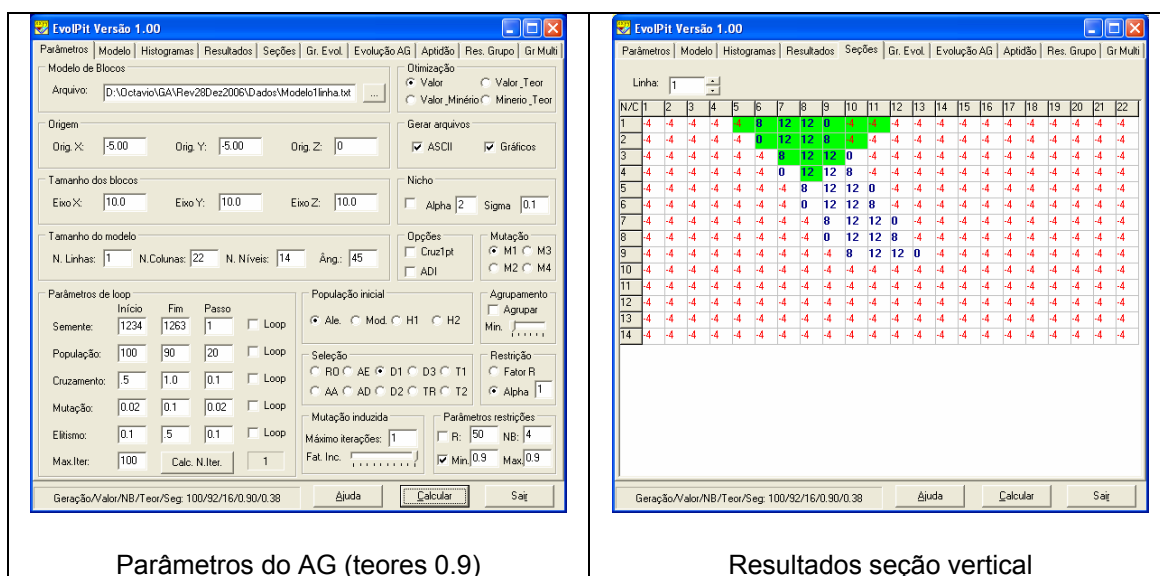 EvolPit Versão 1.00
Parâmetros Modelo Histogramas Resultados Seções Gr. Evol. Evolução AG Aptidão Res. Grupo Gr Multi
Modelo de Blocos
Arquivo: D:\Octavio\GA\Rev28Dez2006\Dados\Modelo1linha.txt ...
Otimização
Valor Valor_Teor
Valor_Minério Minerio_Teor
Origem
Orig. X: -5.00 Orig. Y: -5.00 Orig. Z: 0
Gerar arquivos
ASCII Gráficos
Tamanho dos blocos
Eixo X: 10.0 Eixo Y: 10.0 Eixo Z: 10.0
Nicho
Alpha 2 Sigma 0.1
Tamanho do modelo
N. Linhas: 1 N.Colunas: 22 N. Níveis: 14 Âng.: 45
Opções
Cruz1pt
ADI
Mutação
M1 M3
M2 M4
Parâmetros de loop
Início Fim Passo
Semente: 1234 1263 1 Loop
População: 100 90 20 Loop
Cruzamento: .5 1.0 0.1 Loop
Mutação: 0.02 0.1 0.02 Loop
Elitismo: 0.1 .5 0.1 Loop
Max.Iter: 100 Calc. N.Iter. 1
População inicial
Ale. Mod. H1 H2
Agrupamento
Agrupar
Min.
Seleção
RO AE D1 D3 T1
AA AD D2 TR T2
Restrição
Fator R
Alpha 1
Mutação induzida
Máximo iterações: 1
Fat. Inc.
Parâmetros restrições
R: 50 NB: 4
Min. 0.9 Max. 0.9
Geração/Valor/NB/Teor/Seg: 100/92/16/0.90/0.38 Ajuda Calcular Sair
Parâmetros do AG (teores 0.9)
EvolPit Versão 1.00
Parâmetros Modelo Histogramas Resultados Seções Gr. Evol. Evolução AG Aptidão Res. Grupo Gr Multi
Linha: 1
N/C 1 2 3 4 5 6 7 8 9 10 11 12 13 14 15 16 17 18 19 20 21 22
1 -4 -4 -4 -4 -4 8 12 12 0 -4 -4 -4 -4 -4 -4 -4 -4 -4 -4 -4 -4 -4
2 -4 -4 -4 -4 -4 0 12 12 8 -4 -4 -4 -4 -4 -4 -4 -4 -4 -4 -4 -4 -4
3 -4 -4 -4 -4 -4 -4 8 12 12 0 -4 -4 -4 -4 -4 -4 -4 -4 -4 -4 -4 -4
4 -4 -4 -4 -4 -4 -4 0 12 12 8 -4 -4 -4 -4 -4 -4 -4 -4 -4 -4 -4 -4
5 -4 -4 -4 -4 -4 -4 -4 8 12 12 0 -4 -4 -4 -4 -4 -4 -4 -4 -4 -4 -4
6 -4 -4 -4 -4 -4 -4 -4 0 12 12 8 -4 -4 -4 -4 -4 -4 -4 -4 -4 -4 -4
7 -4 -4 -4 -4 -4 -4 -4 -4 8 12 12 0 -4 -4 -4 -4 -4 -4 -4 -4 -4 -4
8 -4 -4 -4 -4 -4 -4 -4 -4 0 12 12 8 -4 -4 -4 -4 -4 -4 -4 -4 -4 -4
9 -4 -4 -4 -4 -4 -4 -4 -4 -4 8 12 12 0 -4 -4 -4 -4 -4 -4 -4 -4 -4
10 -4 -4 -4 -4 -4 -4 -4 -4 -4 -4 -4 -4 -4 -4 -4 -4 -4 -4 -4 -4 -4 -4
11 -4 -4 -4 -4 -4 -4 -4 -4 -4 -4 -4 -4 -4 -4 -4 -4 -4 -4 -4 -4 -4 -4
12 -4 -4 -4 -4 -4 -4 -4 -4 -4 -4 -4 -4 -4 -4 -4 -4 -4 -4 -4 -4 -4 -4
13 -4 -4 -4 -4 -4 -4 -4 -4 -4 -4 -4 -4 -4 -4 -4 -4 -4 -4 -4 -4 -4 -4
14 -4 -4 -4 -4 -4 -4 -4 -4 -4 -4 -4 -4 -4 -4 -4 -4 -4 -4 -4 -4 -4 -4
Geração/Valor/NB/Teor/Seg: 100/92/16/0.90/0.38 Ajuda Calcular Sair
Resultados seção vertical